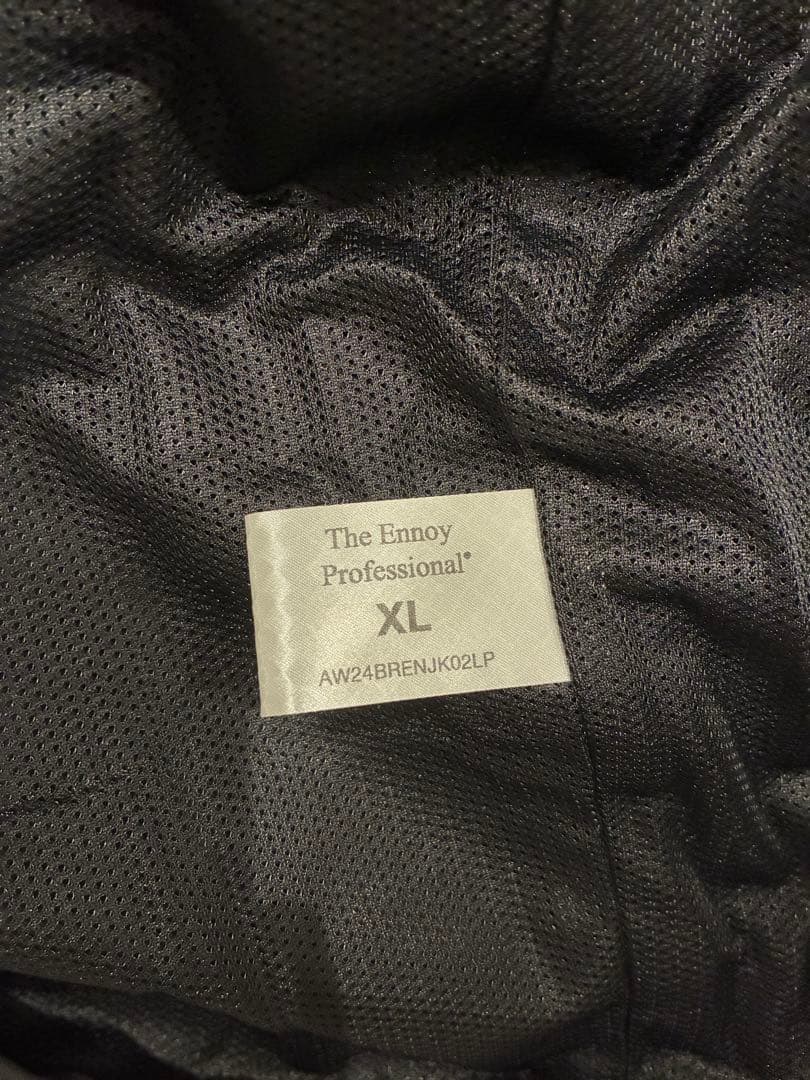 The Ennoy
Professional®
XL
AW24BRENJK02LP